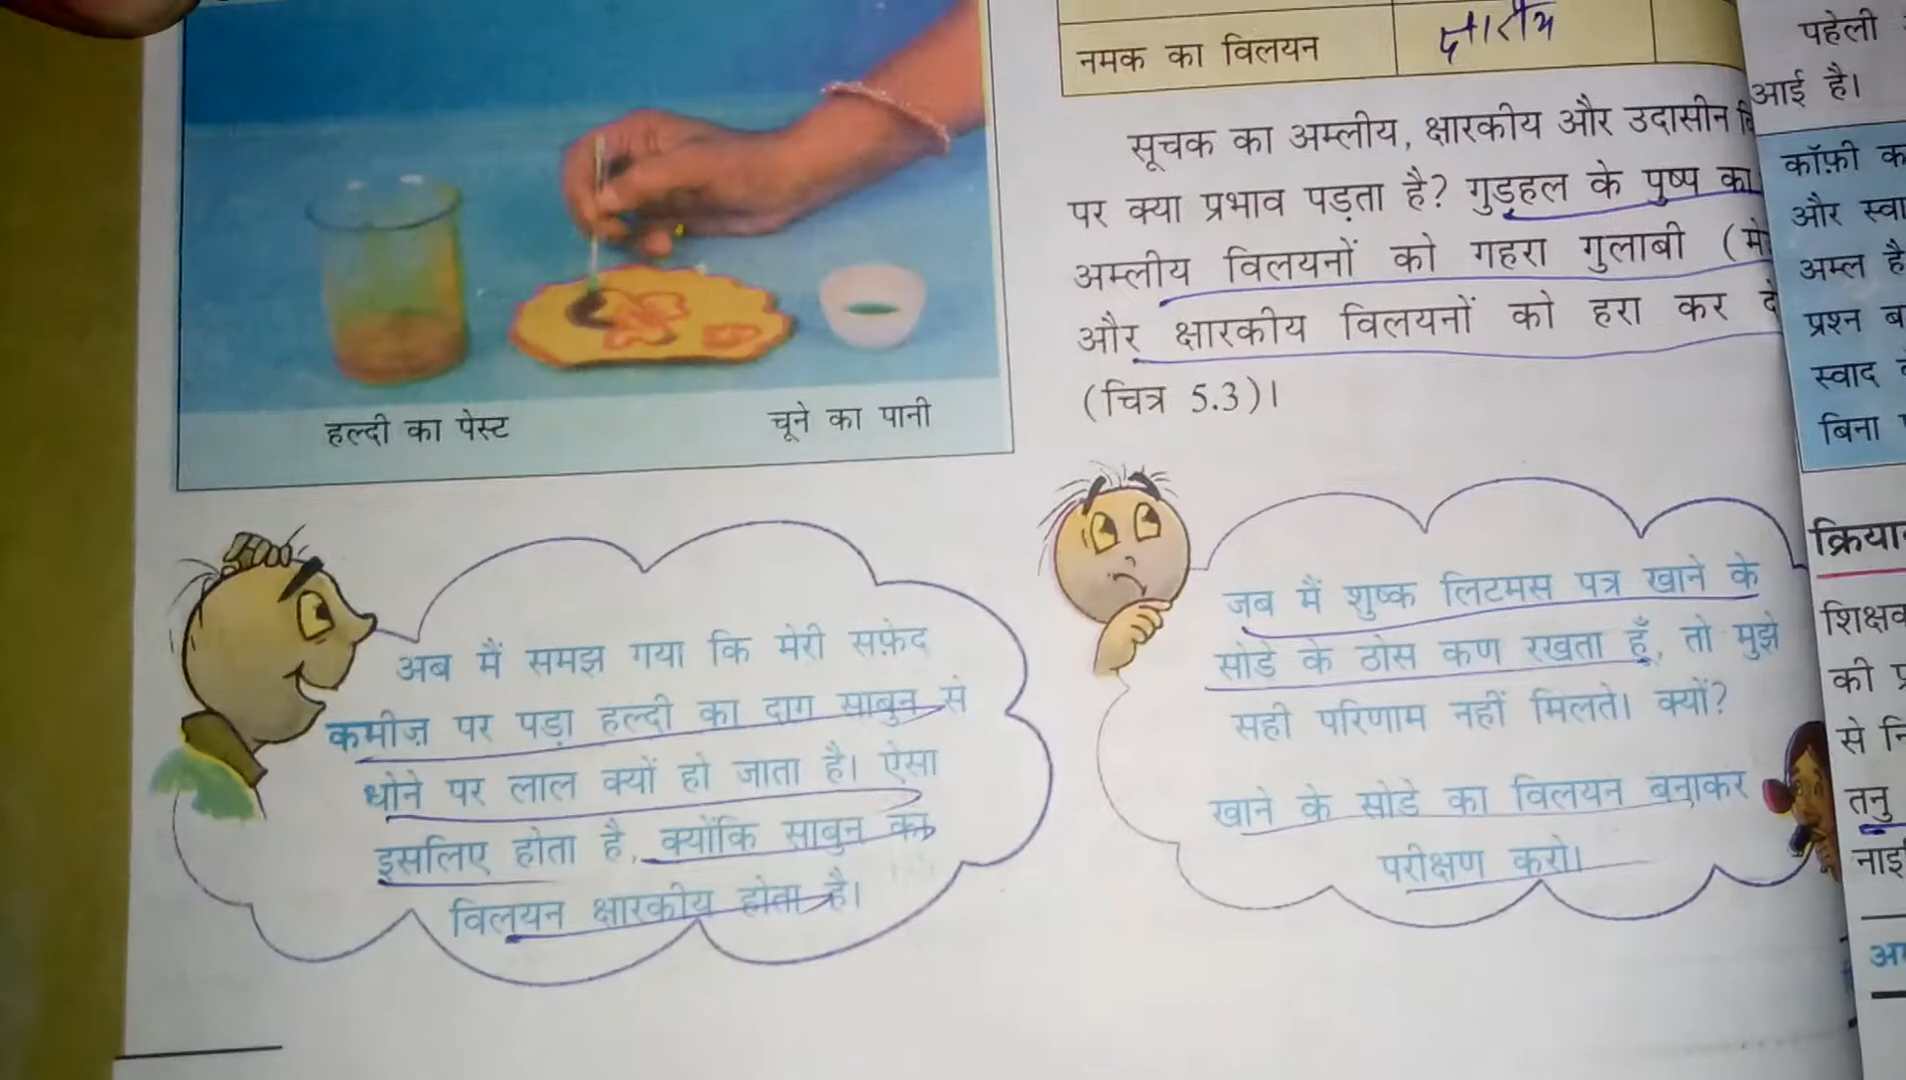 हल्दी का पेस्ट
चूने का पानी
अब मैं समझ गया कि मेरी सफ़ेद
कमीज़ पर पड़ा हल्दी का दाग साबुन से
धोने पर लाल क्यों हो जाता है। ऐसा
इसलिए होता है, क्योंकि साबुन का
विलयन क्षारकीय होता है।
नमक का विलयन
सूचक का अम्लीय, क्षारकीय और उदासीन
पर क्या प्रभाव पड़ता है? गुड़हल के पुष्प का
अम्लीय विलयनों को गहरा गुलाबी (
और क्षारकीय विलयनों को हरा कर
(चित्र 5.3)।
जब मैं शुष्क लिटमस पत्र खाने के
सोडे के ठोस कण रखता हूँ, तो मुझे
सही परिणाम नहीं मिलते। क्यों?
खाने के सोडे का विलयन बनाकर
परीक्षण करो।
पहेली
आई है।
कॉफ़ी
और
अम्ल है
प्रश्न
स्वाद
बिना
की
से
तनु